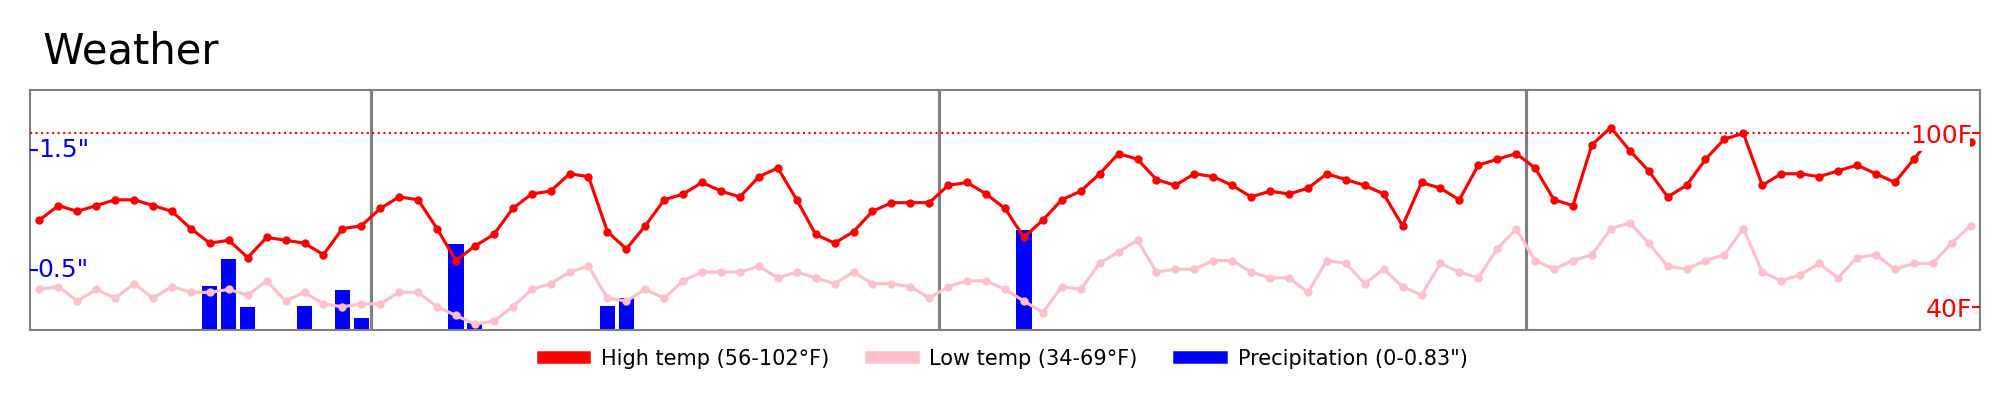 Weather
1.5"
100F
0.5"
40F
High temp (56-102°F)
Low temp (34-69°F)
Precipitation (0-0.83")